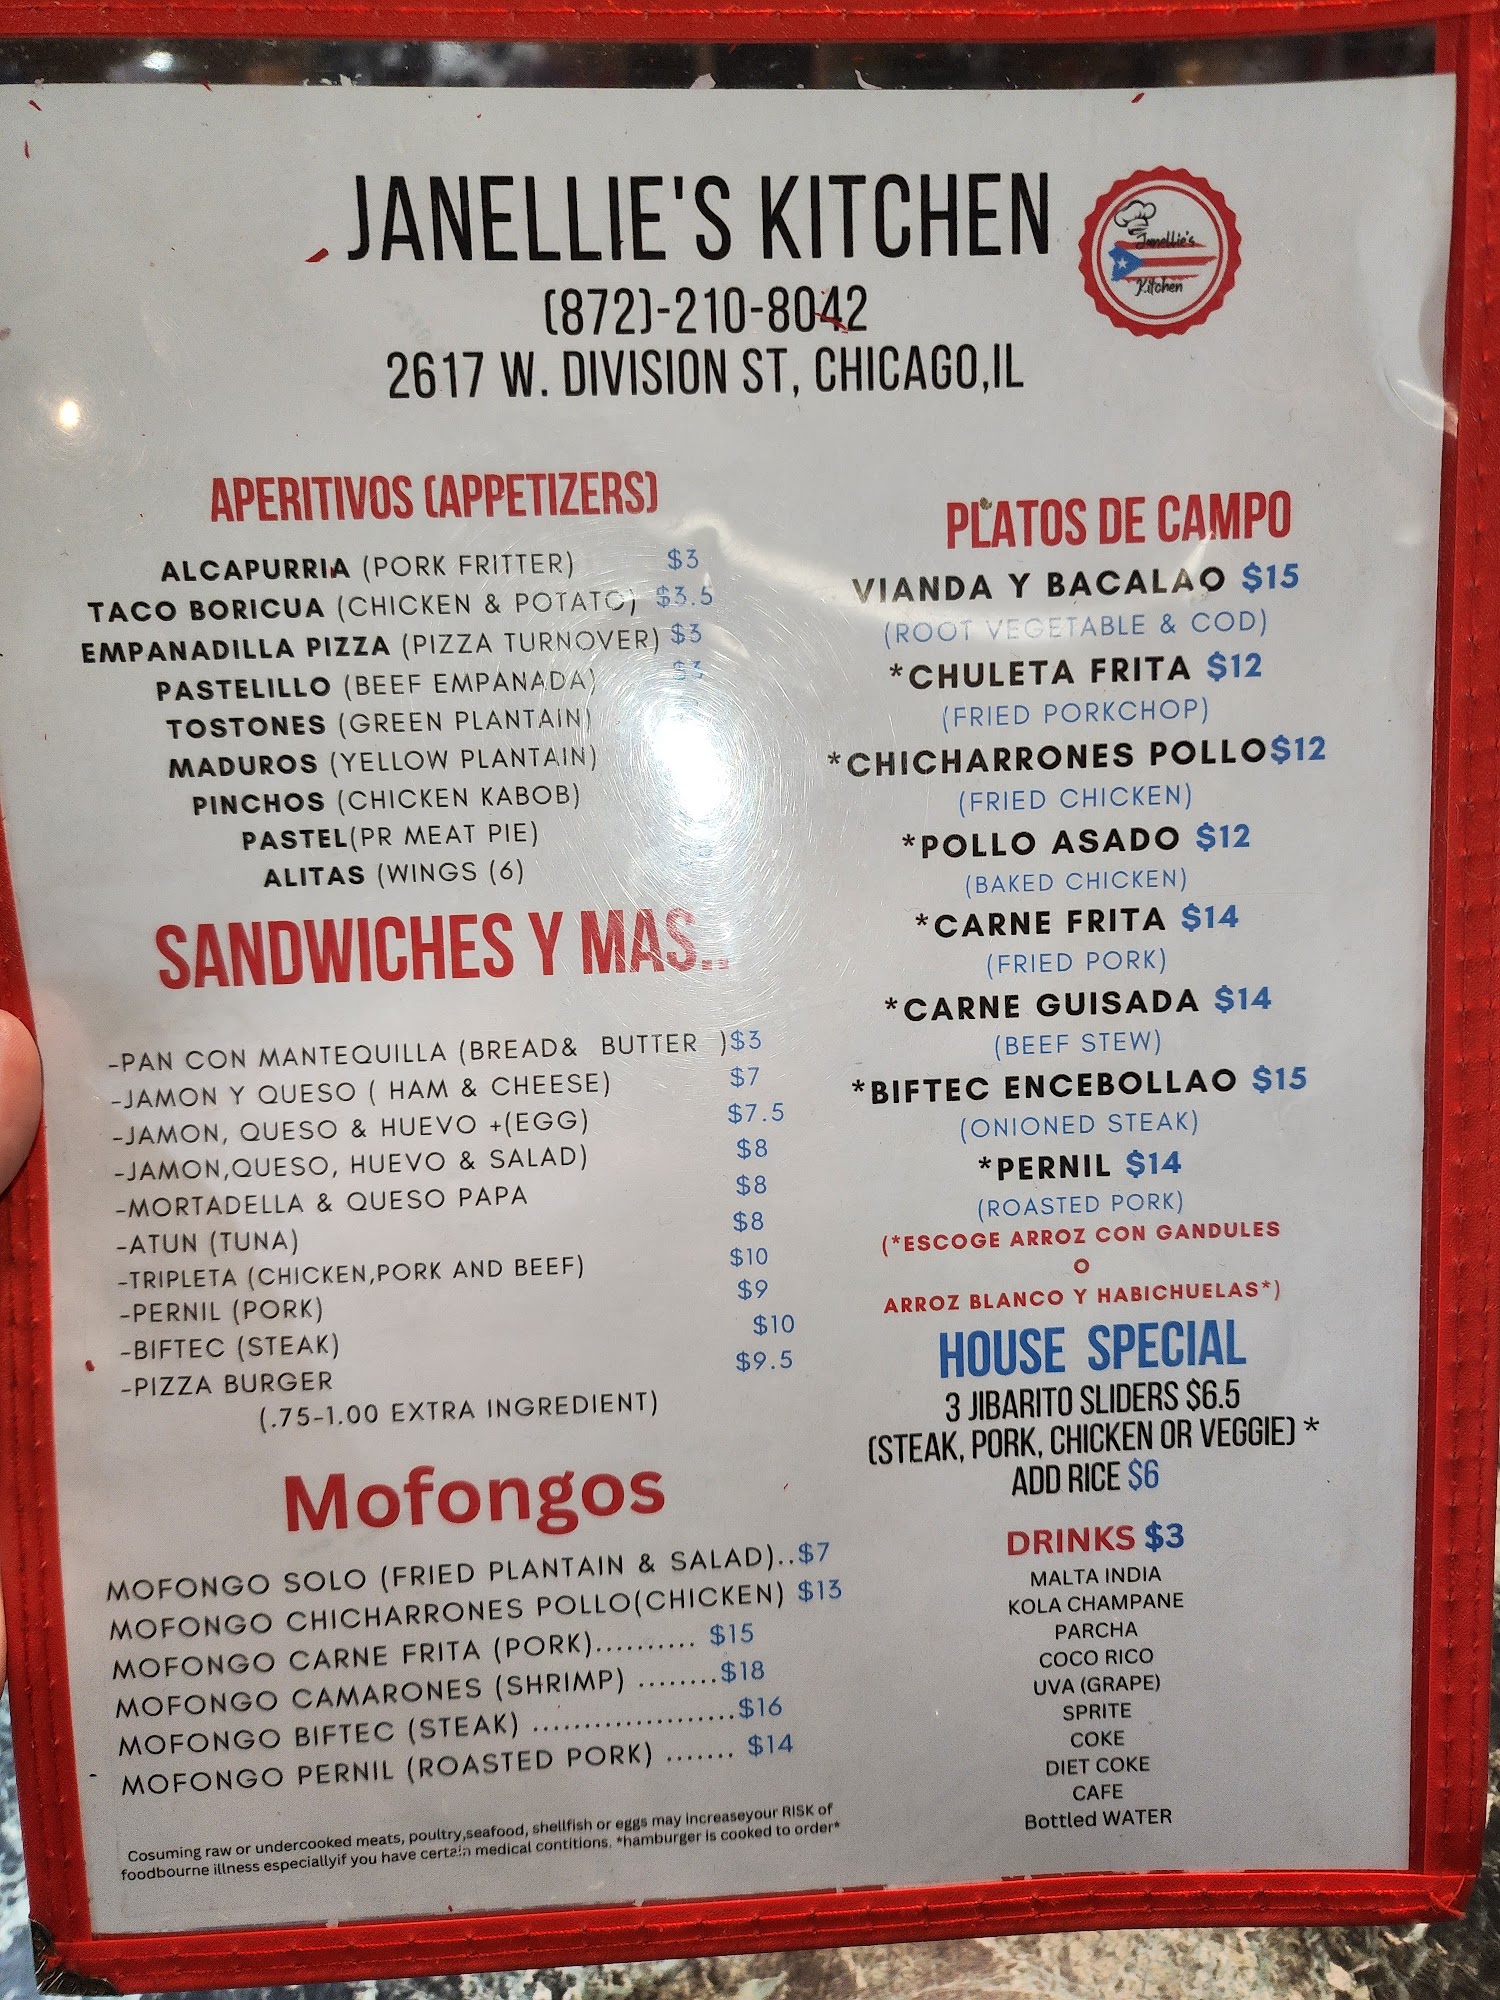 JANELLIE'S KITCHEN
Janellie's
Kitchen
(872)-210-8042
2617 W. DIVISION ST, CHICAGO,IL
APERITIVOS (APPETIZERS)
ALCAPURRIA (PORK FRITTER) $3
TACO BORICUA (CHICKEN & POTATO) $3.5
EMPANADILLA PIZZA (PIZZA TURNOVER) $3
PASTELILLO (BEEF EMPANADA) $3
TOSTONES (GREEN PLANTAIN)
MADUROS (YELLOW PLANTAIN)
PINCHOS (CHICKEN KABOB)
PASTEL(PR MEAT PIE)
ALITAS (WINGS (6)
SANDWICHES Y MAS..
-PAN CON MANTEQUILLA (BREAD& BUTTER )$3
-JAMON Y QUESO ( HAM & CHEESE) $7
-JAMON, QUESO & HUEVO +(EGG) $7.5
-JAMON,QUESO, HUEVO & SALAD) $8
-MORTADELLA & QUESO PAPA $8
-ATUN (TUNA) $8
-TRIPLETA (CHICKEN,PORK AND BEEF) $10
-PERNIL (PORK) $9
-BIFTEC (STEAK) $10
-PIZZA BURGER $9.5
(.75-1.00 EXTRA INGREDIENT)
Mofongos
MOFONGO SOLO (FRIED PLANTAIN & SALAD)..$7
MOFONGO CHICHARRONES POLLO(CHICKEN) $13
MOFONGO CARNE FRITA (PORK).......... $15
MOFONGO CAMARONES (SHRIMP) ........$18
MOFONGO BIFTEC (STEAK) .....................$16
MOFONGO PERNIL (ROASTED PORK) ....... $14
Cosuming raw or undercooked meats, poultry,seafood, shellfish or eggs may increaseyour RISK of
foodbourne illness especiallyif you have certain medical contitions. *hamburger is cooked to order*
PLATOS DE CAMPO
VIANDA Y BACALAO $15
(ROOT VEGETABLE & COD)
*CHULETA FRITA $12
(FRIED PORKCHOP)
*CHICHARRONES POLLO$12
(FRIED CHICKEN)
*POLLO ASADO $12
(BAKED CHICKEN)
*CARNE FRITA $14
(FRIED PORK)
*CARNE GUISADA $14
(BEEF STEW)
*BIFTEC ENCEBOLLAO $15
(ONIONED STEAK)
*PERNIL $14
(ROASTED PORK)
(*ESCOGE ARROZ CON GANDULES
O
ARROZ BLANCO Y HABICHUELAS*)
HOUSE SPECIAL
3 JIBARITO SLIDERS $6.5
(STEAK, PORK, CHICKEN OR VEGGIE) *
ADD RICE $6
DRINKS $3
MALTA INDIA
KOLA CHAMPANE
PARCHA
COCO RICO
UVA (GRAPE)
SPRITE
COKE
DIET COKE
CAFE
Bottled WATER